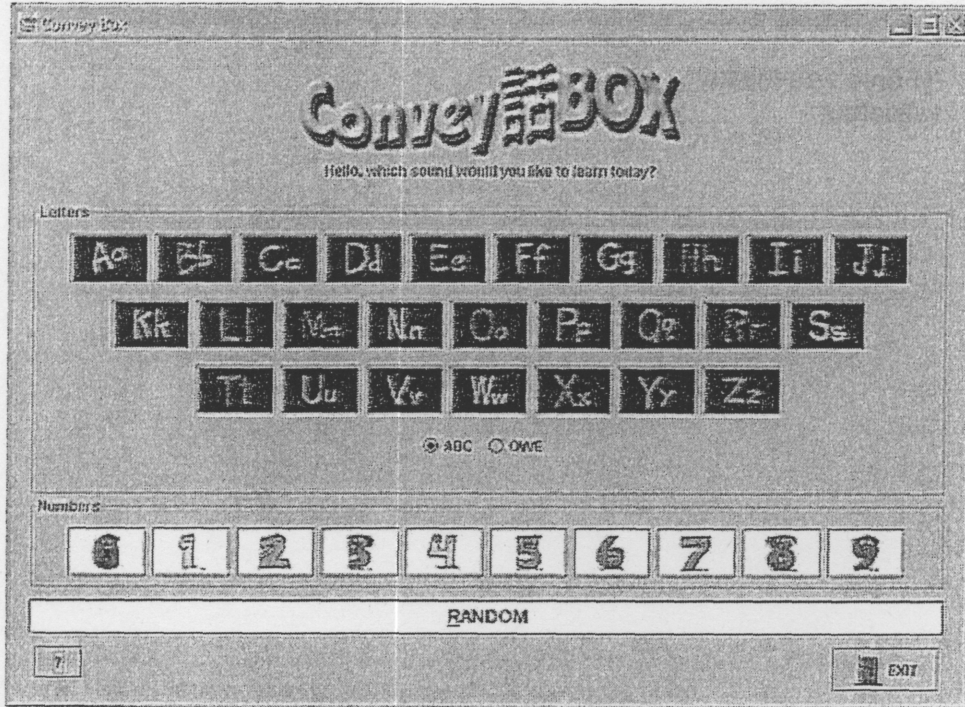 Convey Box
Convey話BOX
Hello, which sound would you like to learn today?
Letters
Aa Bb Cc Dd Ee Ff Gg Hh Ii Jj
Kk Ll Mm Nn Oo Pp Qq Rr Ss
Tt Uu Vv Ww Xx Yy Zz
ABC QWE
Numbers
0 1 2 3 4 5 6 7 8 9
RANDOM
? EXIT